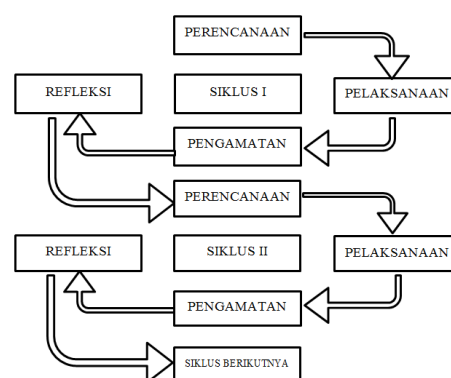 PERENCANAAN
REFLEKSI
SIKLUS I
PELAKSANAAN
PENGAMATAN
PERENCANAAN
REFLEKSI
SIKLUS II
PELAKSANAAN
PENGAMATAN
SIKLUS BERIKUTNYA